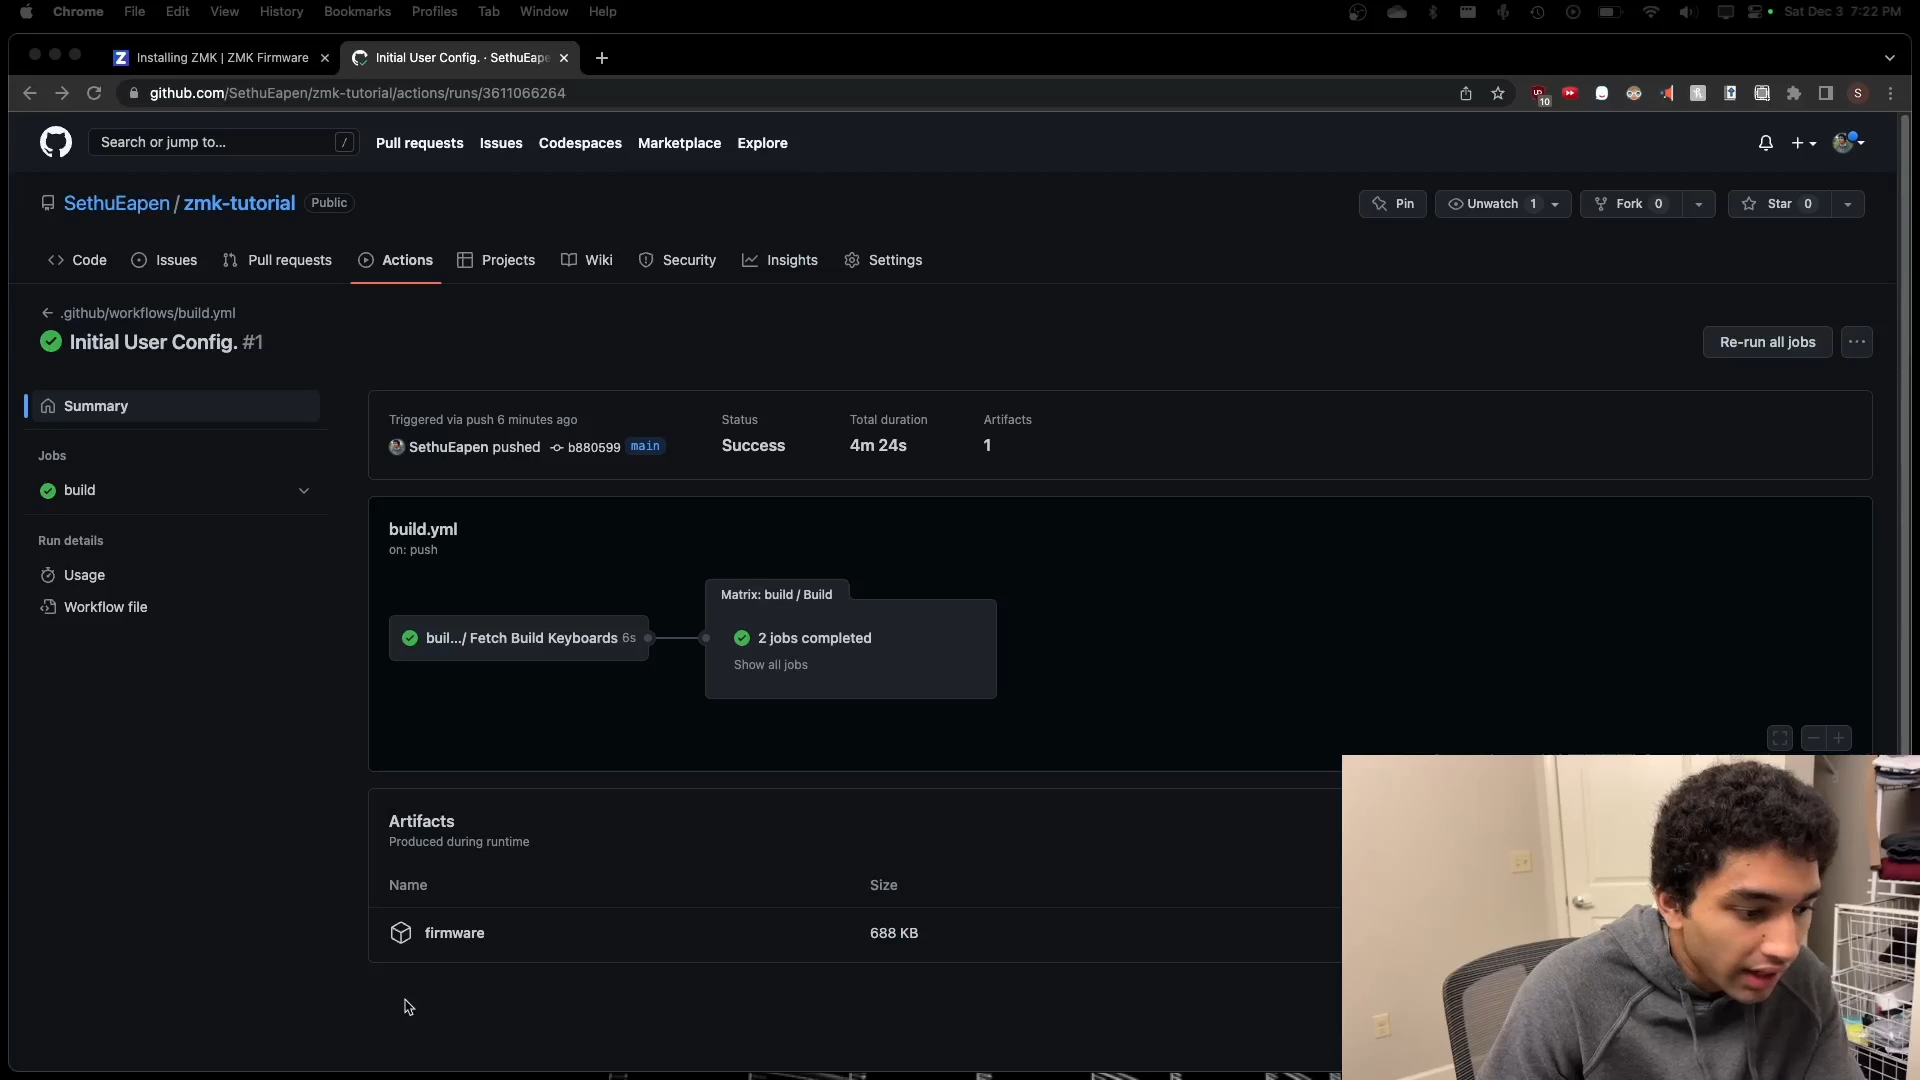 Chrome File Edit View History Bookmarks Profiles Tab Window Help Sat Dec 3 7:22 PM
Installing ZMK | ZMK Firmware Initial User Config. · SethuEape
github.com/SethuEapen/zmk-tutorial/actions/runs/3611066264 10 S
Search or jump to... / Pull requests Issues Codespaces Marketplace Explore
SethuEapen / zmk-tutorial Public Pin Unwatch 1 Fork 0 Star 0
Code Issues Pull requests Actions Projects Wiki Security Insights Settings
.github/workflows/build.yml
Initial User Config. #1 Re-run all jobs
Summary
Jobs
build
Run details
Usage
Workflow file
Triggered via push 6 minutes ago Status Total duration Artifacts
SethuEapen pushed b880599 main Success 4m 24s 1
build.yml
on: push
Matrix: build / Build
buil.../ Fetch Build Keyboards 6s 2 jobs completed
Show all jobs
Artifacts
Produced during runtime
Name Size
firmware 688 KB